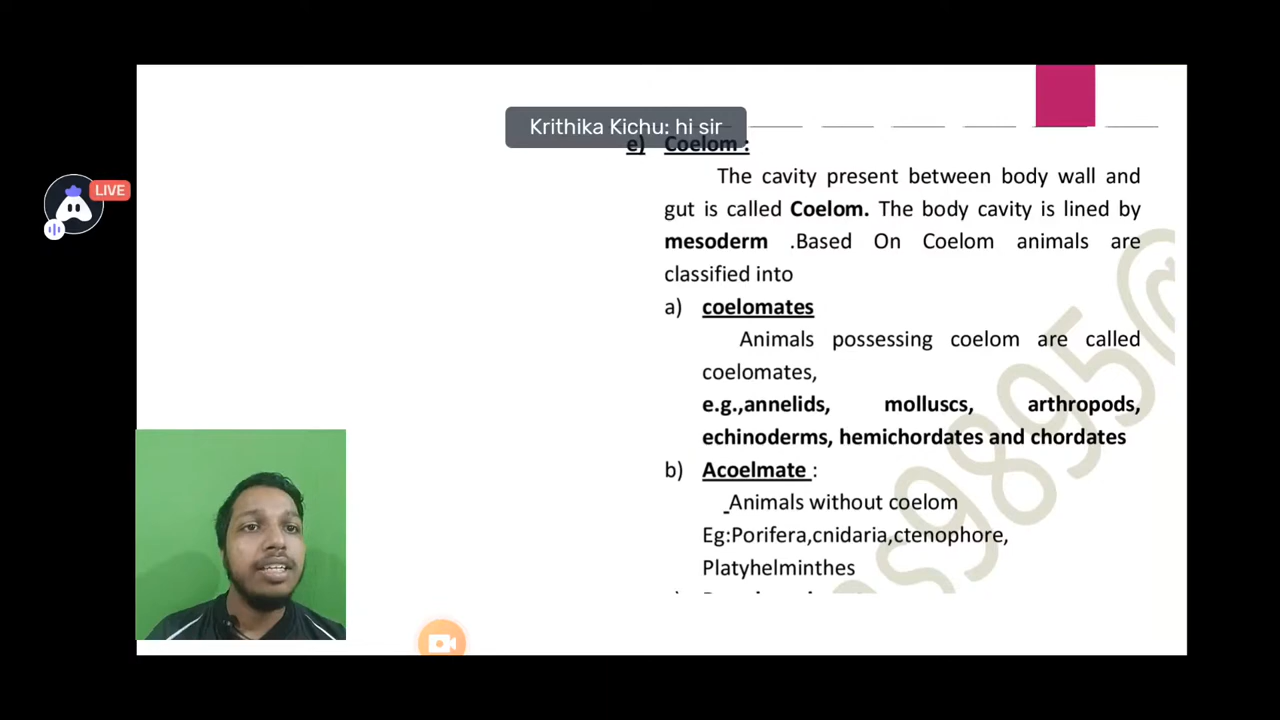 Krithika Kichu: hi sir
LIVE
e) Coelom :
The cavity present between body wall and
gut is called Coelom. The body cavity is lined by
mesoderm .Based On Coelom animals are
classified into
a) coelomates
Animals possessing coelom are called
coelomates,
e.g.,annelids, molluscs, arthropods,
echinoderms, hemichordates and chordates
b) Acoelmate :
Animals without coelom
Eg:Porifera,cnidaria,ctenophore,
Platyhelminthes